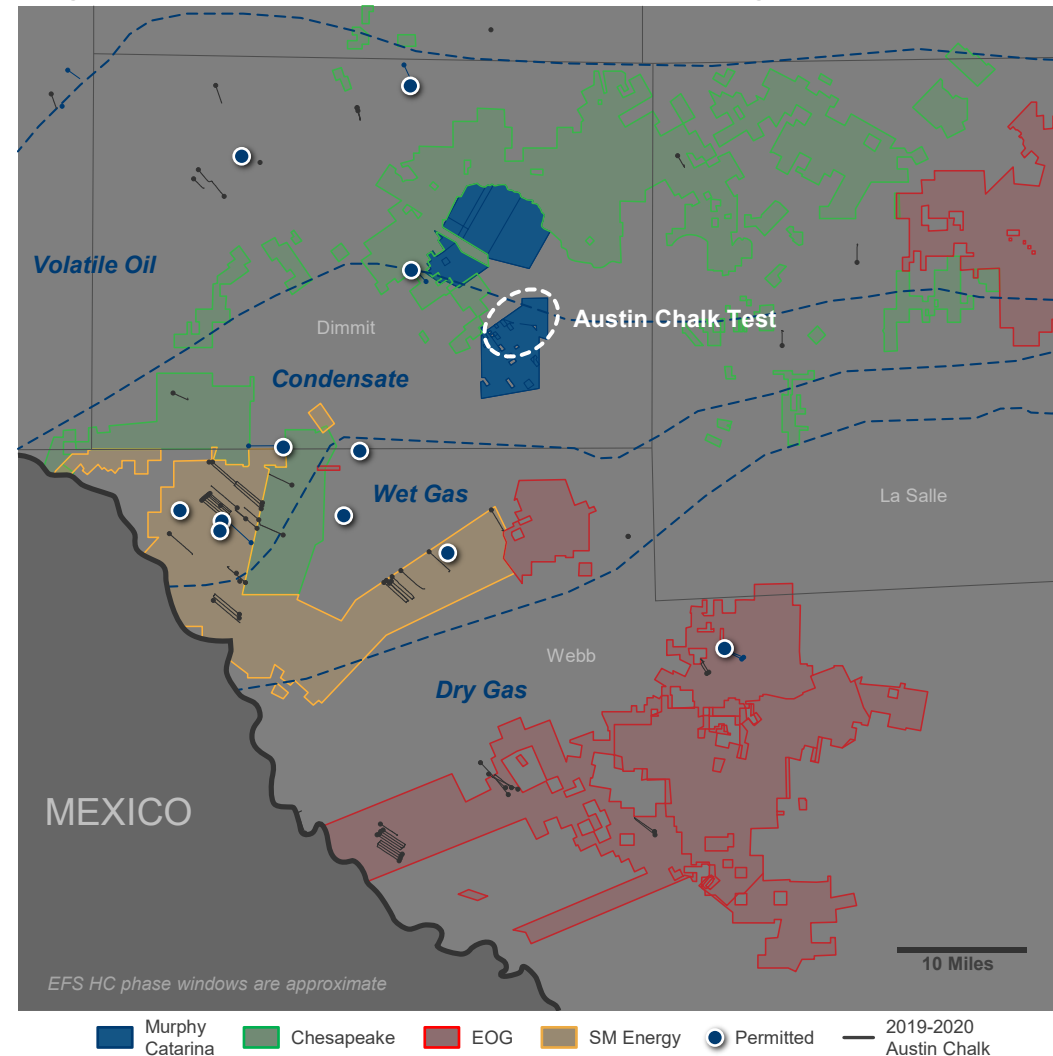 Volatile Oil
Dimmit
Austin Chalk Test
Condensate
Wet Gas
La Salle
Webb
Dry Gas
MEXICO
10 Miles
EFS HC phase windows are approximate
Murphy
Catarina
Chesapeake
EOG
SM Energy
Permitted
2019-2020
Austin Chalk